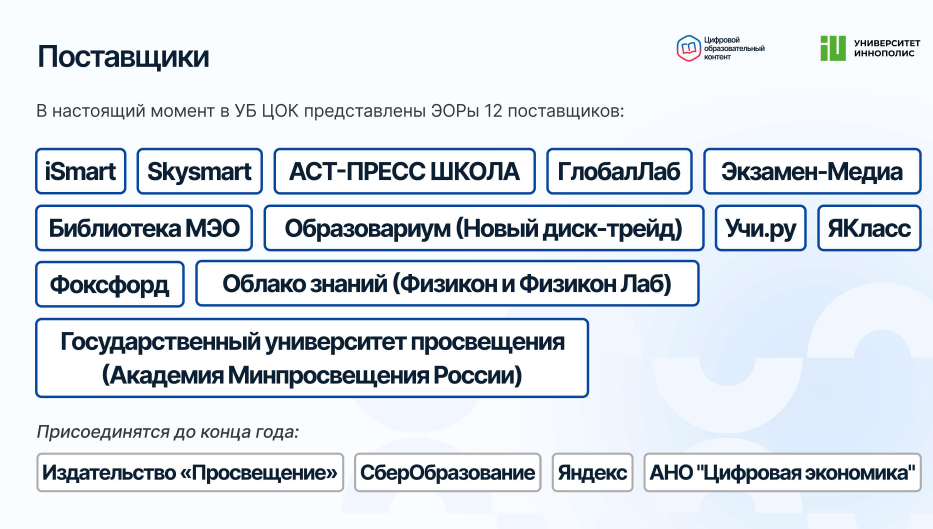 Поставщики
Цифровой
образовательный
контент
УНИВЕРСИТЕТ
ИННОПОЛИС
В настоящий момент в УБ ЦОК представлены ЭОРы 12 поставщиков:
iSmart
Skysmart
АСТ-ПРЕСС ШКОЛА
ГлобалЛаб
Экзамен-Медиа
Библиотека МЭО
Образовариум (Новый диск-трейд)
Учи.ру
ЯКласс
Фоксфорд
Облако знаний (Физикон и Физикон Лаб)
Государственный университет просвещения
(Академия Минпросвещения России)
Присоединятся до конца года:
Издательство «Просвещение»
СберОбразование
Яндекс
АНО "Цифровая экономика"